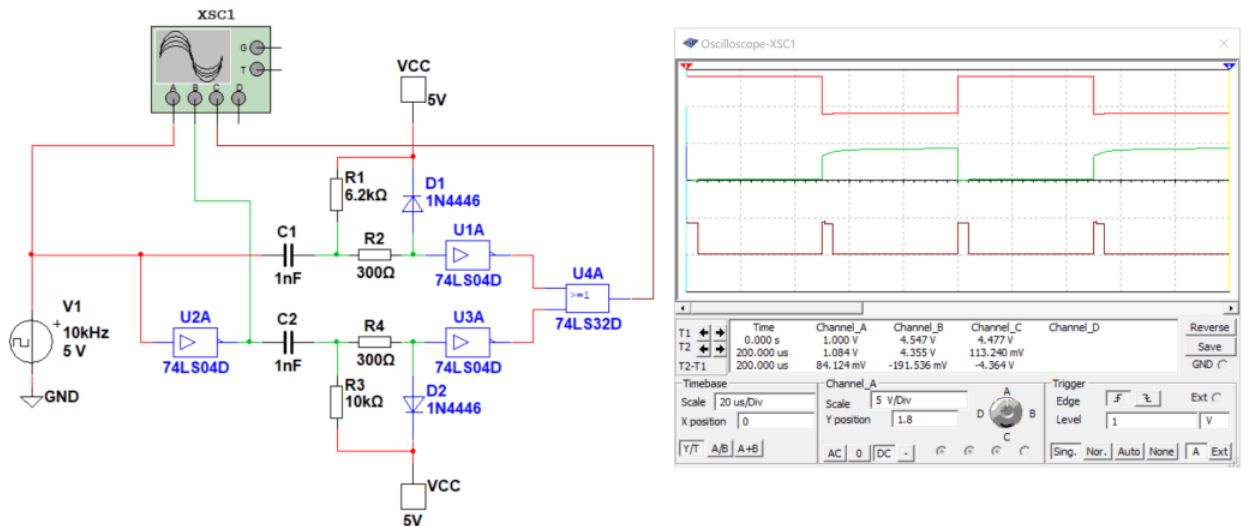 XSC1
G
T
A B C D
VCC
5V
R1
6.2kΩ
D1
1N4446
C1
1nF
R2
300Ω
U1A
74LS04D
U4A
>=1
74LS32D
V1
10kHz
5 V
GND
U2A
74LS04D
C2
1nF
R4
300Ω
U3A
74LS04D
R3
10kΩ
D2
1N4446
VCC
5V
Oscilloscope-XSC1
Time Channel_A Channel_B Channel_C Channel_D
T1 0.000 s 1.000 V 4.547 V 4.477 V
T2 200.000 us 1.084 V 4.355 V 113.240 mV
T2-T1 200.000 us 84.124 mV -191.536 mV -4.364 V
Reverse
Save
GND
Timebase
Scale 20 us/Div
X position 0
Y/T A/B A+B
Channel_A
Scale 5 V/Div
Y position 1.8
AC 0 DC -
A
D B
C
Trigger
Edge Ext
Level 1 V
Sing. Nor. Auto None A Ext